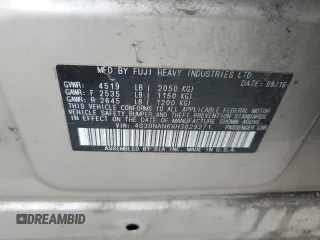 MFD BY FUJI HEAVY INDUSTRIES LTD.
DATE: 09/16
GVWR: 4519 LB ( 2050 KG)
GAWR: F 2535 LB ( 1150 KG)
GAWR: R 2645 LB ( 1200 KG)
THIS VEHICLE CONFORMS TO ALL APPLICABLE
FEDERAL MOTOR VEHICLE SAFETY, BUMPER AND
THEFT PREVENTION STANDARDS IN EFFECT ON THE
DATE OF MANUFACTURE SHOWN ABOVE.
VIN: PASSENGER CAR
ASSEMBLED BY SIA INC. IN U.S.A.
DREAMBID